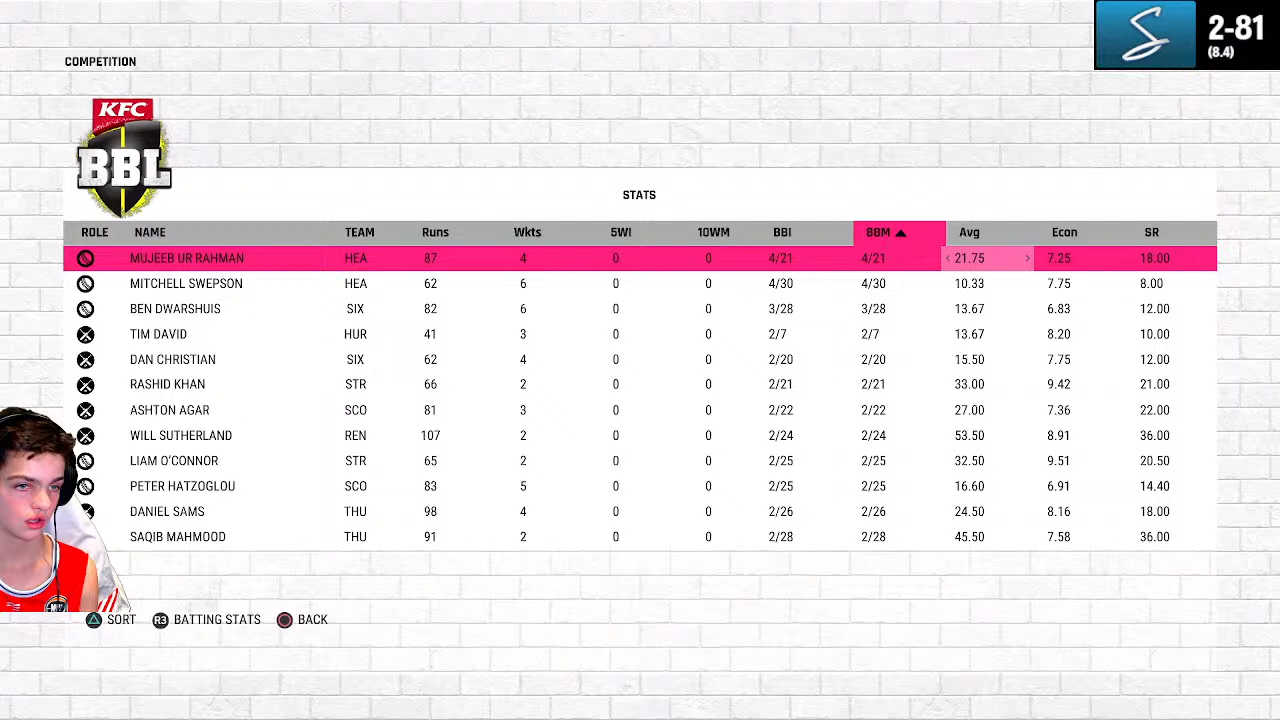 2-81
(8.4)
COMPETITION
KFC
BBL
STATS
ROLE NAME TEAM Runs Wkts 5WI 10WM BBI BBM Avg Econ SR
MUJEEB UR RAHMAN HEA 87 4 0 0 4/21 4/21 21.75 7.25 18.00
MITCHELL SWEPSON HEA 62 6 0 0 4/30 4/30 10.33 7.75 8.00
BEN DWARSHUIS SIX 82 6 0 0 3/28 3/28 13.67 6.83 12.00
TIM DAVID HUR 41 3 0 0 2/7 2/7 13.67 8.20 10.00
DAN CHRISTIAN SIX 62 4 0 0 2/20 2/20 15.50 7.75 12.00
RASHID KHAN STR 66 2 0 0 2/21 2/21 33.00 9.42 21.00
ASHTON AGAR SCO 81 3 0 0 2/22 2/22 27.00 7.36 22.00
WILL SUTHERLAND REN 107 2 0 0 2/24 2/24 53.50 8.91 36.00
LIAM O'CONNOR STR 65 2 0 0 2/25 2/25 32.50 9.51 20.50
PETER HATZOGLOU SCO 83 5 0 0 2/25 2/25 16.60 6.91 14.40
DANIEL SAMS THU 98 4 0 0 2/26 2/26 24.50 8.16 18.00
SAQIB MAHMOOD THU 91 2 0 0 2/28 2/28 45.50 7.58 36.00
SORT R3 BATTING STATS BACK